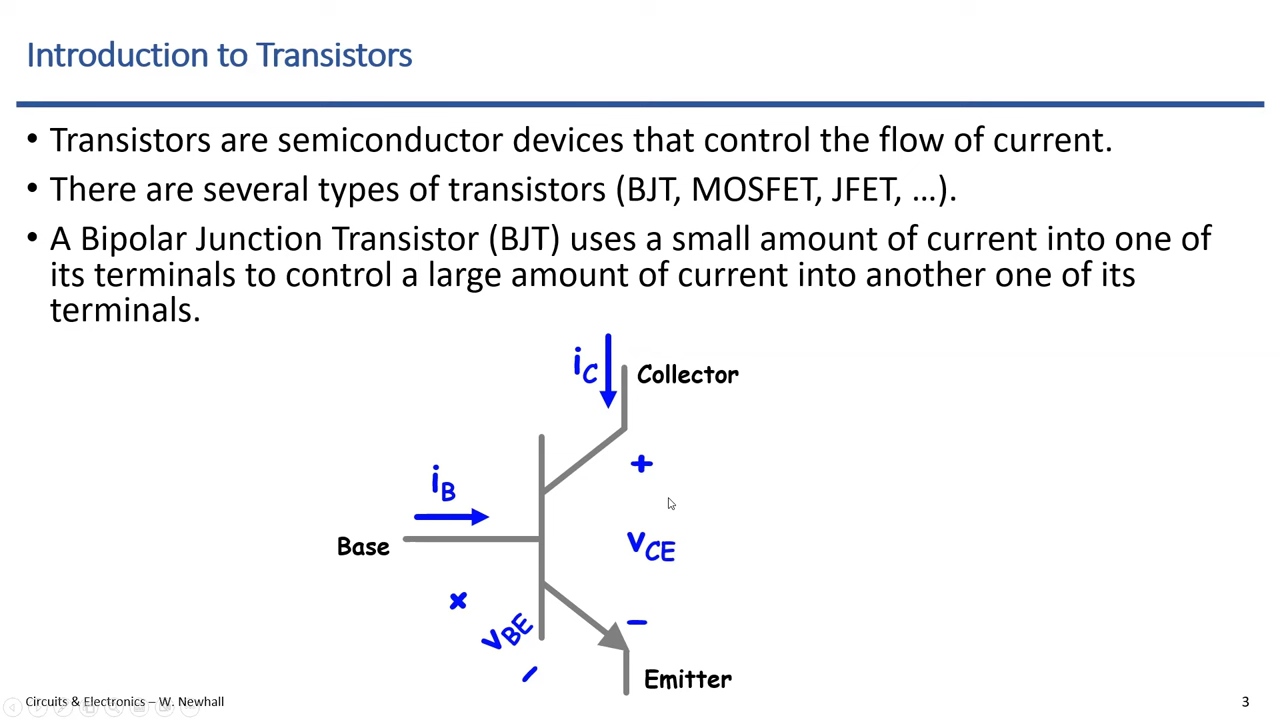 Introduction to Transistors
• Transistors are semiconductor devices that control the flow of current.
• There are several types of transistors (BJT, MOSFET, JFET, …).
• A Bipolar Junction Transistor (BJT) uses a small amount of current into one of
its terminals to control a large amount of current into another one of its
terminals.
iC
Collector
+
iB
Base
vCE
+
vBE
–
–
Emitter
Circuits & Electronics – W. Newhall
3